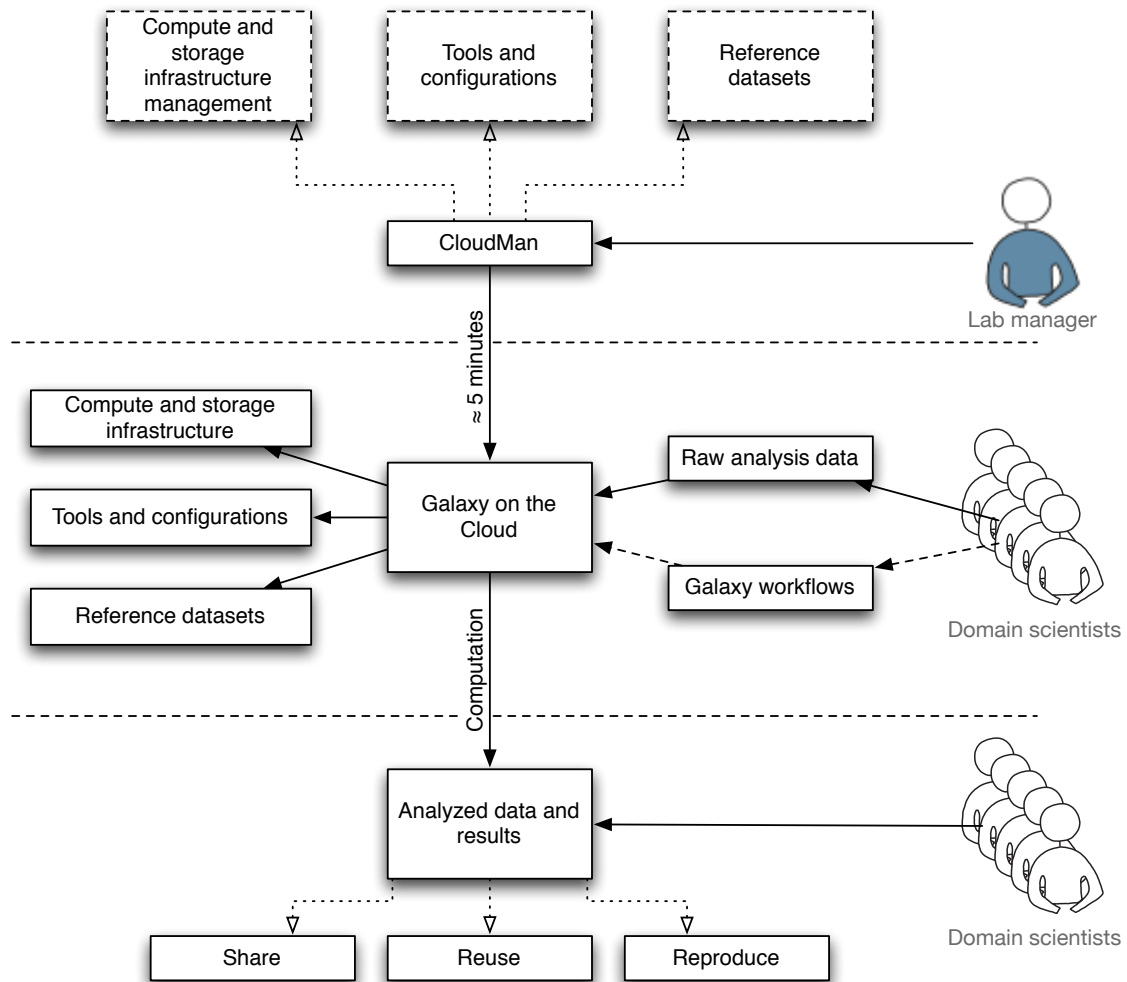 Compute and
storage
infrastructure
management
Tools and
configurations
Reference
datasets
CloudMan
Lab manager
≈ 5 minutes
Compute and storage
infrastructure
Tools and configurations
Reference datasets
Galaxy on the
Cloud
Raw analysis data
Galaxy workflows
Domain scientists
Computation
Analyzed data and
results
Domain scientists
Share
Reuse
Reproduce